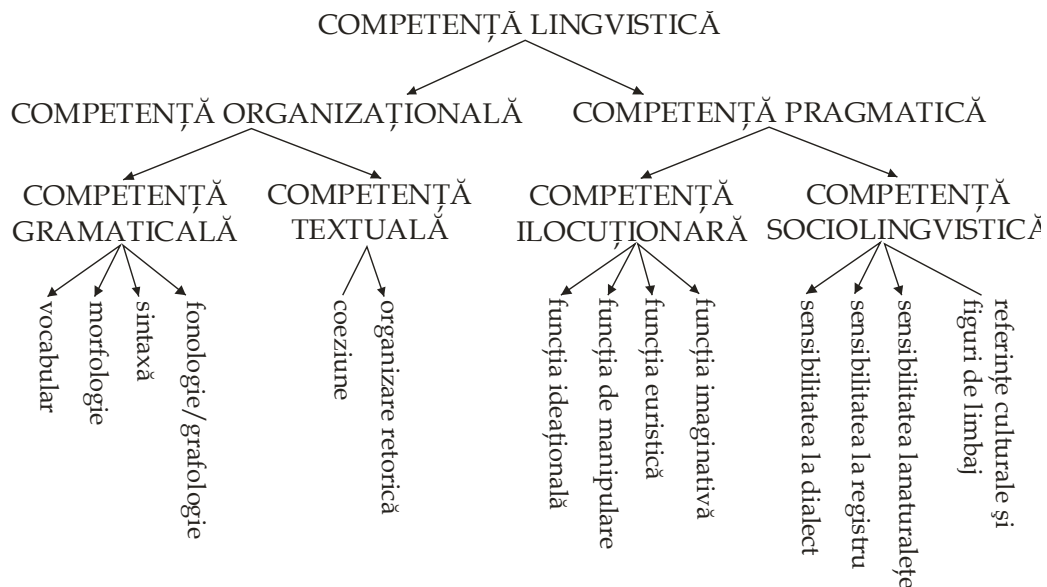 COMPETENȚĂ LINGVISTICĂ
COMPETENȚĂ ORGANIZAȚIONALĂ
COMPETENȚĂ PRAGMATICĂ
COMPETENȚĂ
GRAMATICALĂ
COMPETENȚĂ
TEXTUALĂ
COMPETENȚĂ
ILOCUȚIONARĂ
COMPETENȚĂ
SOCIOLINGVISTICĂ
vocabular
morfologie
sintaxă
fonologie/grafologie
coeziune
organizare retorică
funcția ideațională
funcția de manipulare
funcția euristică
funcția imaginativă
sensibilitatea la dialect
sensibilitatea la registru
sensibilitatea lanaturalețe
referințe culturale și
figuri de limbaj